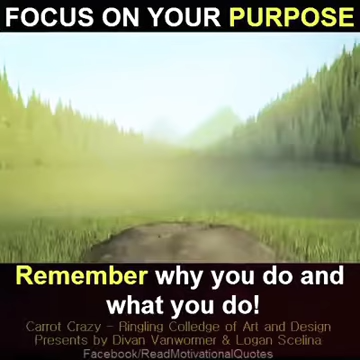 FOCUS ON YOUR PURPOSE
Remember why you do and
what you do!
Carrot Crazy - Ringling Colledge of Art and Design
Presents by Divan Vanwormer & Logan Scelina
Facebook/ReadMotivationalQuotes